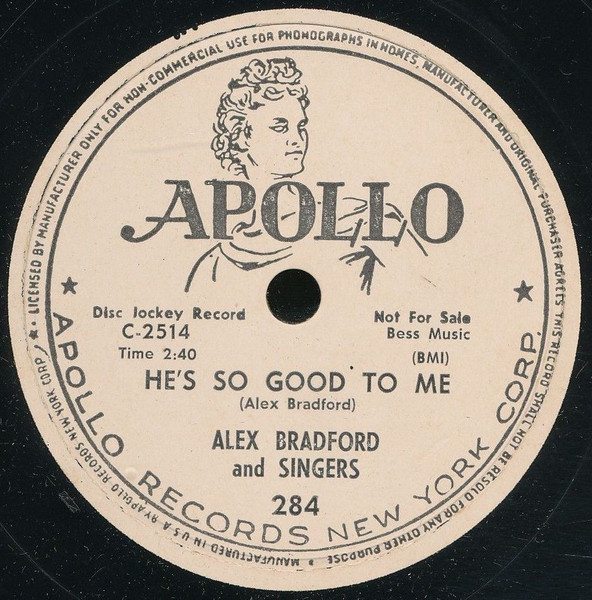 • LICENSED BY MANUFACTURER ONLY FOR NON-COMMERCIAL USE FOR PHONOGRAPHS IN HOMES, MANUFACTURER AND ORIGINAL PURCHASER AGREES THIS RECORD SHALL NOT BE RESOLD FOR ANY OTHER PURPOSE •
MANUFACTURED IN U.S.A. BY APOLLO RECORDS NEW YORK CORP.
APOLLO
Disc Jockey Record
Not For Sale
C-2514
Bess Music
Time 2:40
(BMI)
HE'S SO GOOD TO ME
(Alex Bradford)
ALEX BRADFORD
and SINGERS
284
★ APOLLO RECORDS NEW YORK CORP. ★